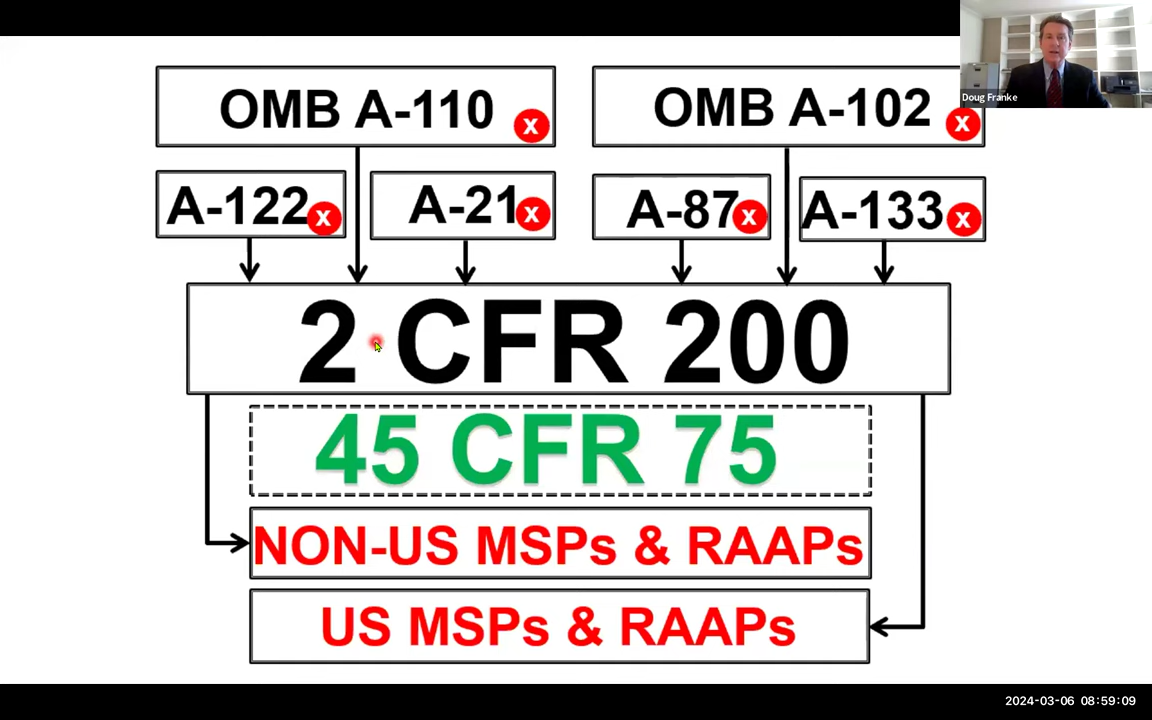 OMB A-110 x
OMB A-102 x
Doug Franke
A-122 x
A-21 x
A-87 x
A-133 x
2 CFR 200
45 CFR 75
NON-US MSPs & RAAPs
US MSPs & RAAPs
2024-03-06 08:59:09